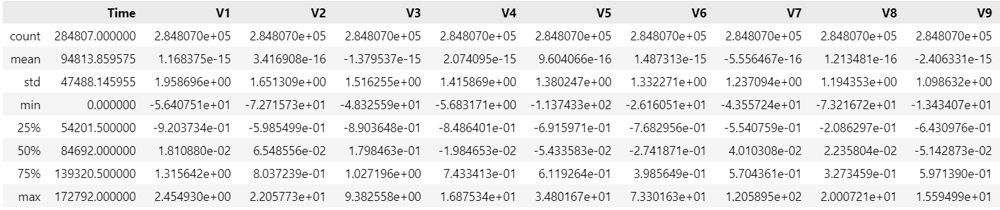 Time V1 V2 V3 V4 V5 V6 V7 V8 V9
count 284807.000000 2.848070e+05 2.848070e+05 2.848070e+05 2.848070e+05 2.848070e+05 2.848070e+05 2.848070e+05 2.848070e+05 2.848070e+05
mean 94813.859575 1.168375e-15 3.416908e-16 -1.379537e-15 2.074095e-15 9.604066e-16 1.487313e-15 -5.556467e-16 1.213481e-16 -2.406331e-15
std 47488.145955 1.958696e+00 1.651309e+00 1.516255e+00 1.415869e+00 1.380247e+00 1.332271e+00 1.237094e+00 1.194353e+00 1.098632e+00
min 0.000000 -5.640751e+01 -7.271573e+01 -4.832559e+01 -5.683171e+00 -1.137433e+02 -2.616051e+01 -4.355724e+01 -7.321672e+01 -1.343407e+01
25% 54201.500000 -9.203734e-01 -5.985499e-01 -8.903648e-01 -8.486401e-01 -6.915971e-01 -7.682956e-01 -5.540759e-01 -2.086297e-01 -6.430976e-01
50% 84692.000000 1.810880e-02 6.548556e-02 1.798463e-01 -1.984653e-02 -5.433583e-02 -2.741871e-01 4.010308e-02 2.235804e-02 -5.142873e-02
75% 139320.500000 1.315642e+00 8.037239e-01 1.027196e+00 7.433413e-01 6.119264e-01 3.985649e-01 5.704361e-01 3.273459e-01 5.971390e-01
max 172792.000000 2.454930e+00 2.205773e+01 9.382558e+00 1.687534e+01 3.480167e+01 7.330163e+01 1.205895e+02 2.000721e+01 1.559499e+01